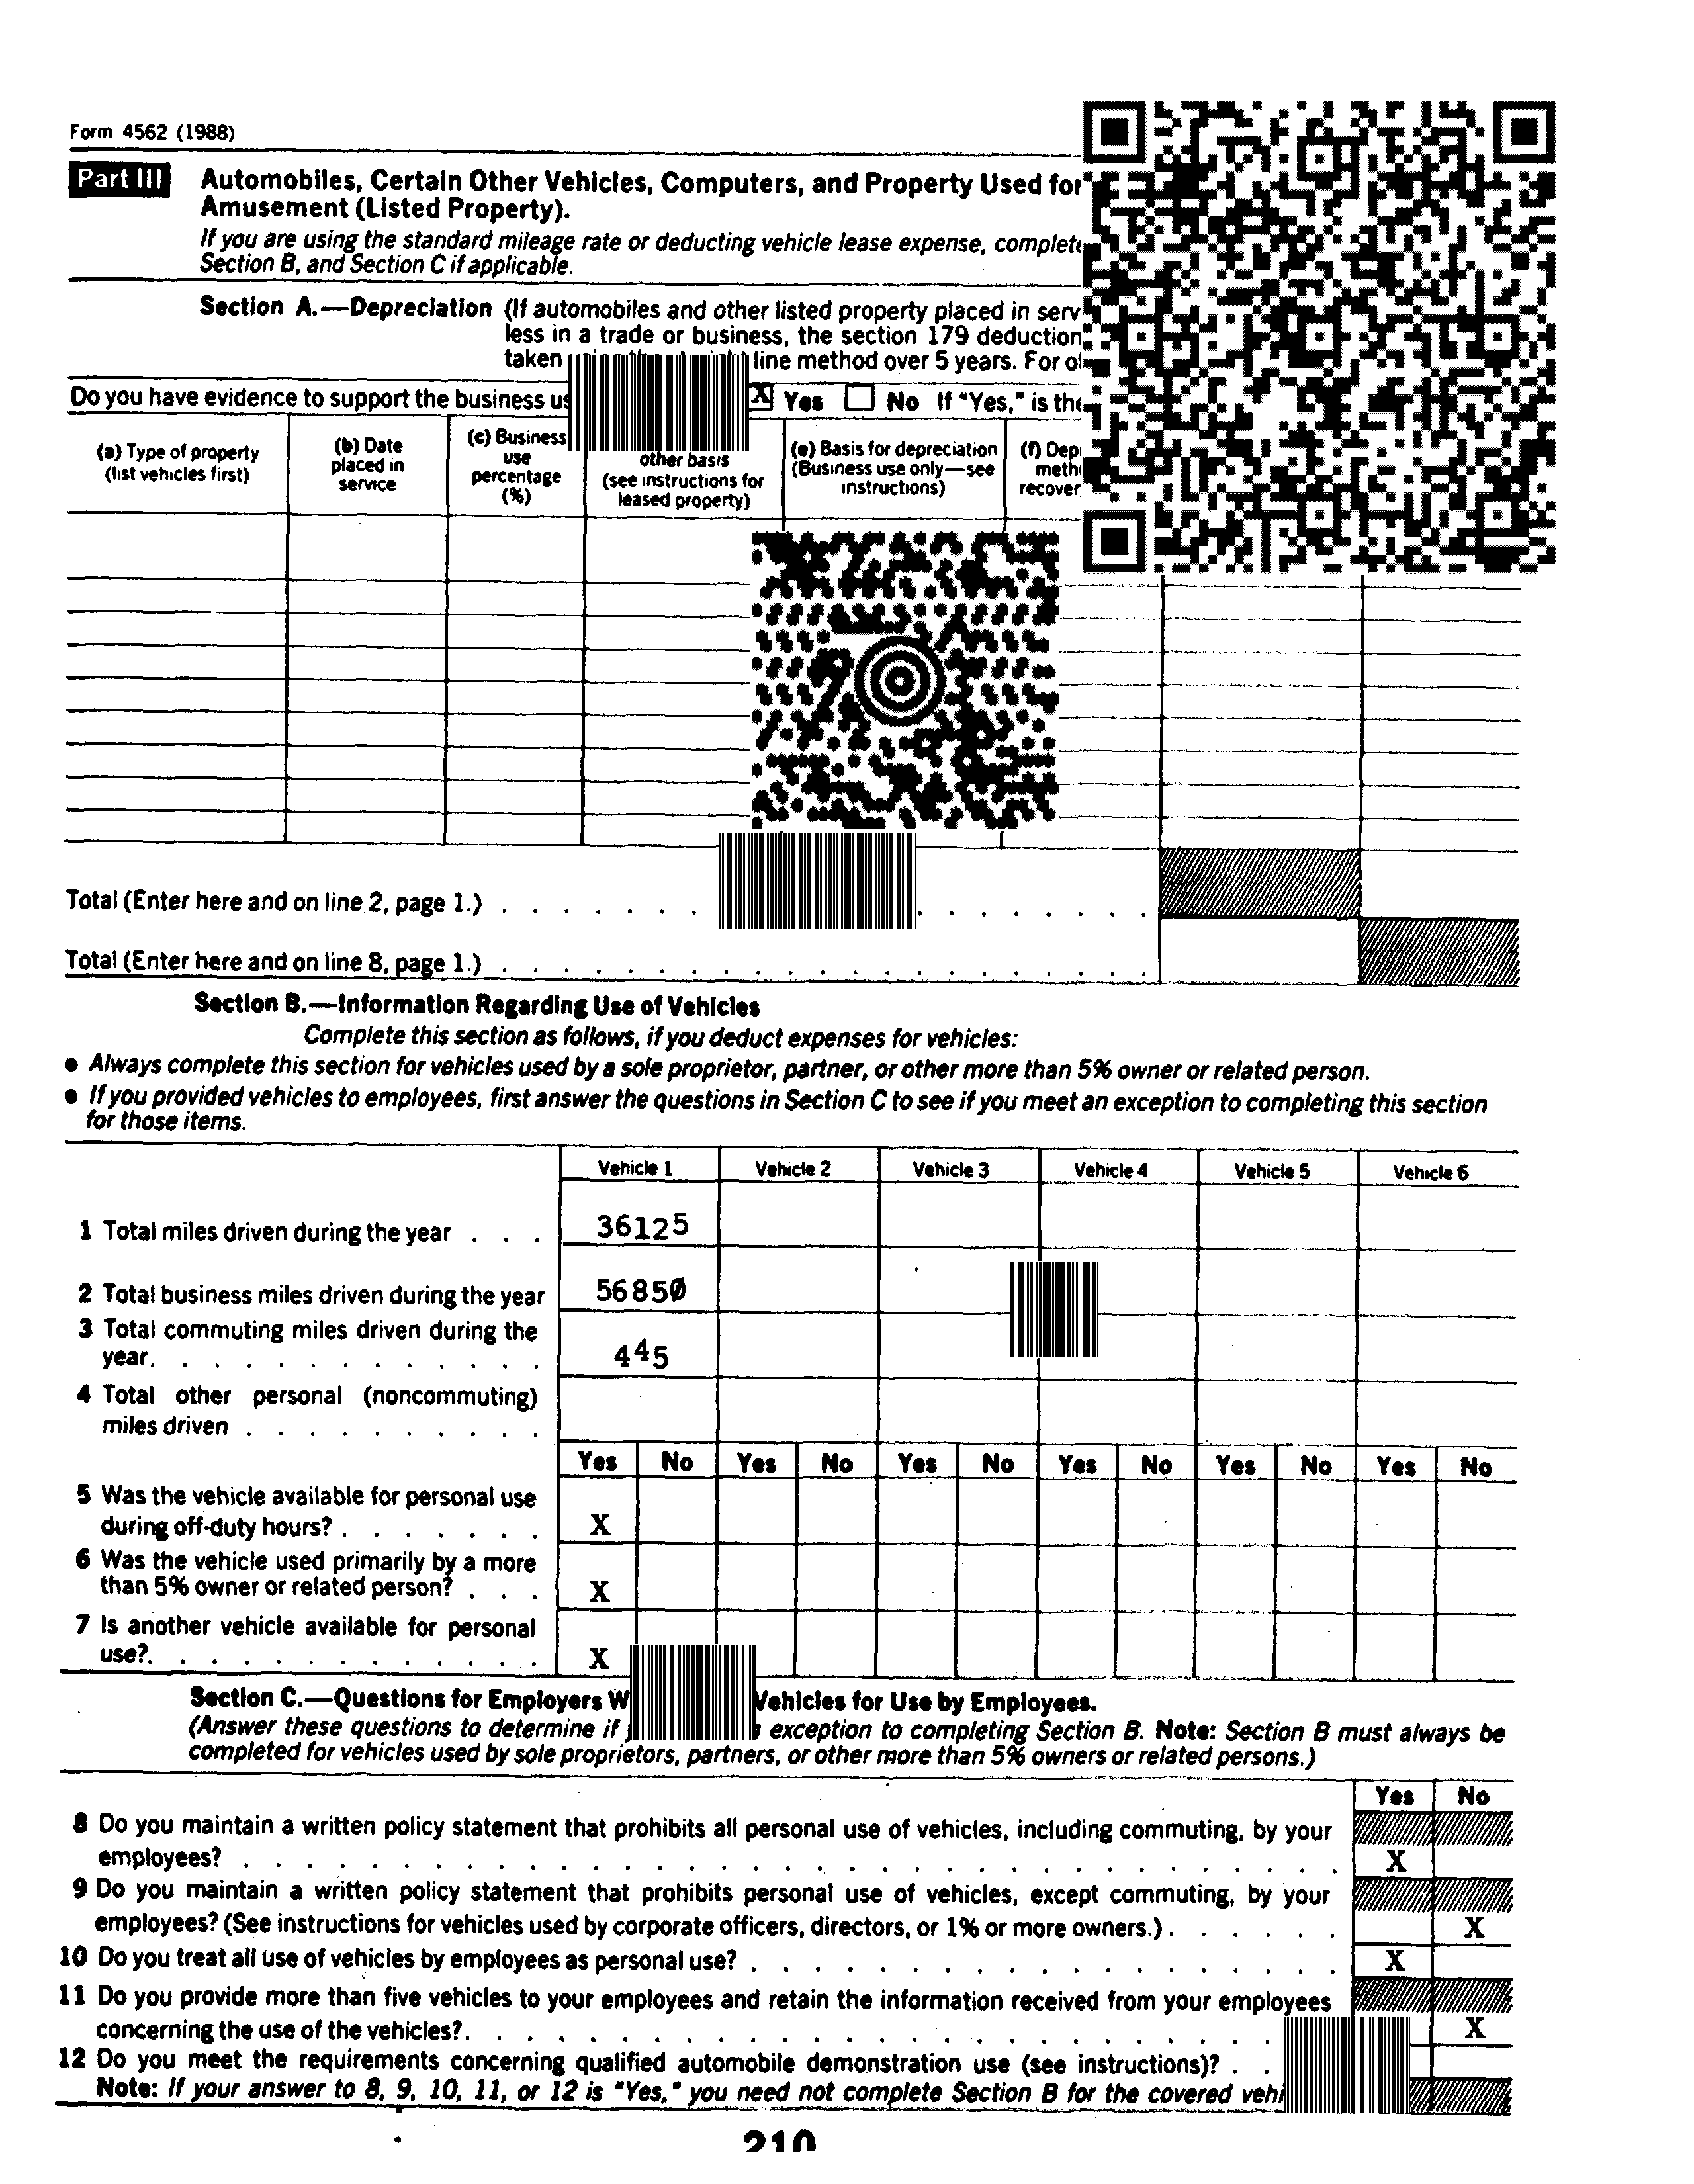 Form 4562 (1988)
Part III Automobiles, Certain Other Vehicles, Computers, and Property Used for
Amusement (Listed Property).
If you are using the standard mileage rate or deducting vehicle lease expense, complete
Section B, and Section C if applicable.
Section A.—Depreciation (If automobiles and other listed property placed in serv
less in a trade or business, the section 179 deduction
taken line method over 5 years. For of
Do you have evidence to support the business us X Yes No If "Yes," is the
(a) Type of property
(list vehicles first)
(b) Date
placed in
service
(c) Business
use
percentage
(%)
other basis
(see instructions for
leased property)
(e) Basis for depreciation
(Business use only—see
instructions)
(f) Dep
meth
recover
Total (Enter here and on line 2, page 1.)
Total (Enter here and on line 8, page 1.)
Section B.—Information Regarding Use of Vehicles
Complete this section as follows, if you deduct expenses for vehicles:
● Always complete this section for vehicles used by a sole proprietor, partner, or other more than 5% owner or related person.
● If you provided vehicles to employees, first answer the questions in Section C to see if you meet an exception to completing this section
for those items.
Vehicle 1 Vehicle 2 Vehicle 3 Vehicle 4 Vehicle 5 Vehicle 6
1 Total miles driven during the year . . . 36125
2 Total business miles driven during the year 56850
3 Total commuting miles driven during the
year. . . . . . . . . . . . . . 445
4 Total other personal (noncommuting)
miles driven . . . . . . . . . .
Yes No Yes No Yes No Yes No Yes No Yes No
5 Was the vehicle available for personal use
during off-duty hours? . . . . . . . X
6 Was the vehicle used primarily by a more
than 5% owner or related person? . . . X
7 Is another vehicle available for personal
use?. . . . . . . . . . . . . . X
Section C.—Questions for Employers W Vehicles for Use by Employees.
(Answer these questions to determine if exception to completing Section B. Note: Section B must always be
completed for vehicles used by sole proprietors, partners, or other more than 5% owners or related persons.)
Yes No
8 Do you maintain a written policy statement that prohibits all personal use of vehicles, including commuting, by your
employees? X
9 Do you maintain a written policy statement that prohibits personal use of vehicles, except commuting, by your
employees? (See instructions for vehicles used by corporate officers, directors, or 1% or more owners.) . . . . . . X
10 Do you treat all use of vehicles by employees as personal use? X
11 Do you provide more than five vehicles to your employees and retain the information received from your employees
concerning the use of the vehicles?. X
12 Do you meet the requirements concerning qualified automobile demonstration use (see instructions)? . .
Note: If your answer to 8, 9, 10, 11, or 12 is "Yes," you need not complete Section B for the covered vehi
210